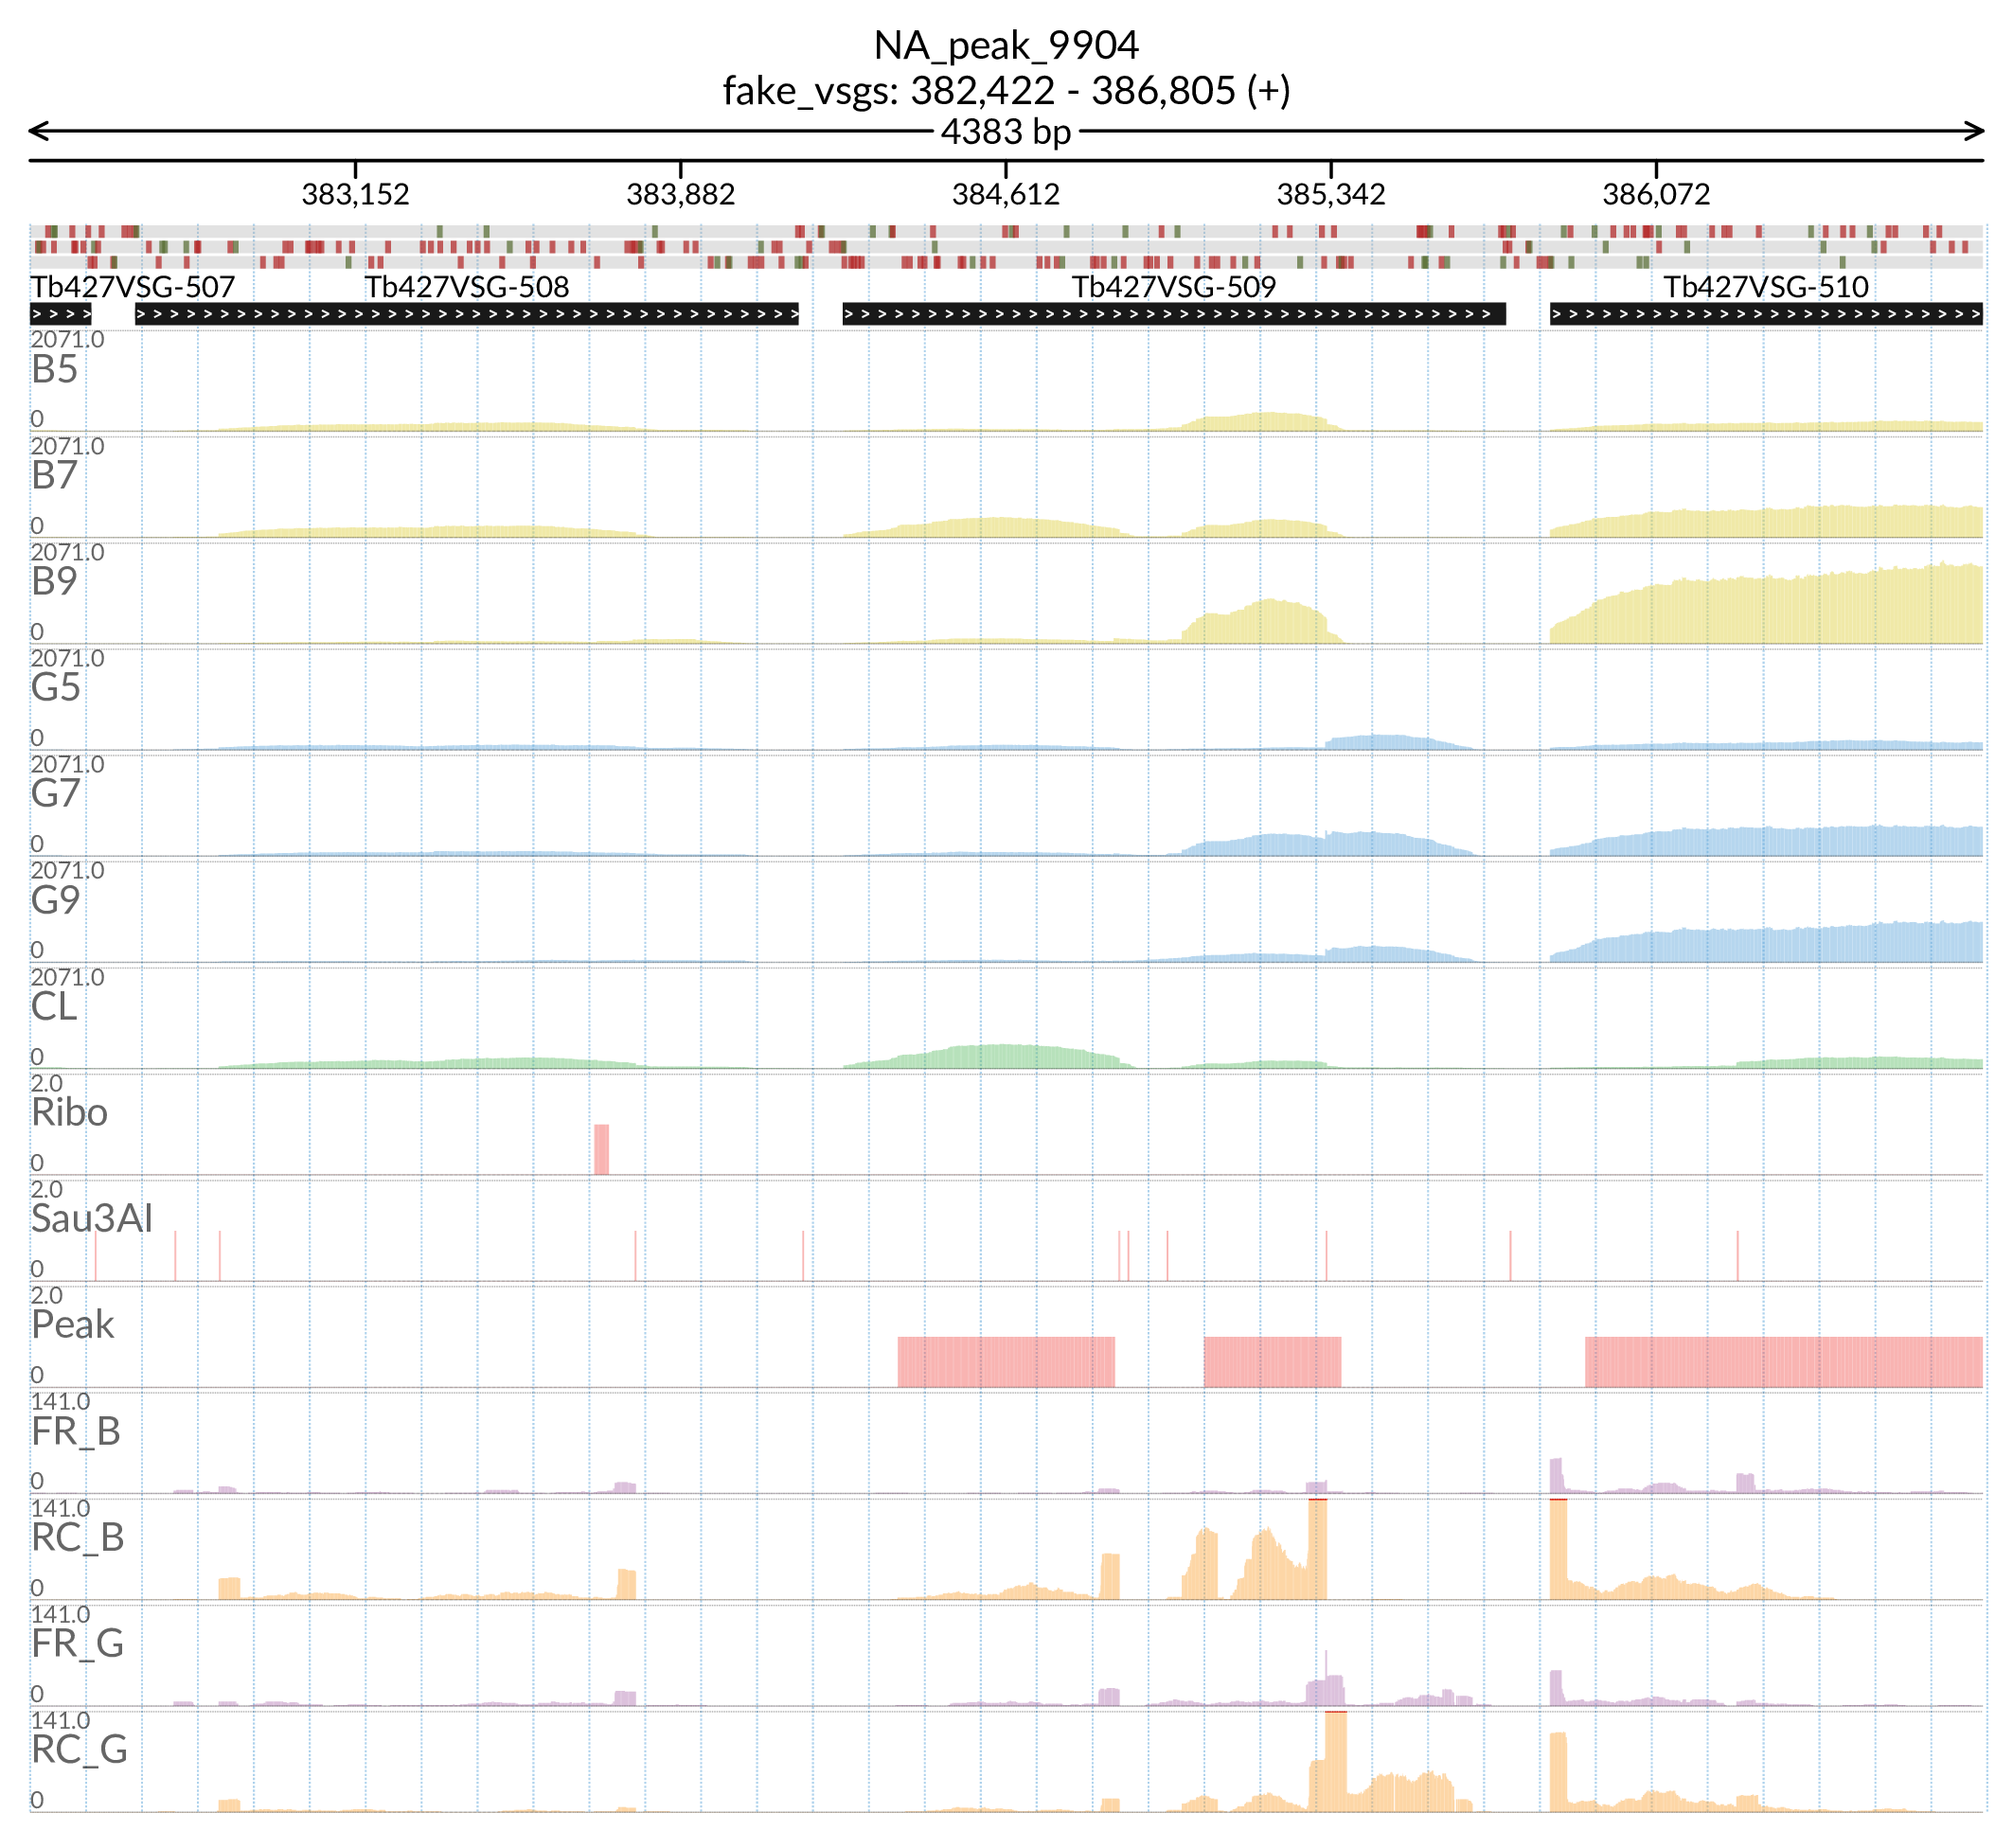 NA_peak_9904
fake_vsgs: 382,422 - 386,805 (+)
4383 bp
383,152 383,882 384,612 385,342 386,072
Tb427VSG-507 Tb427VSG-508 Tb427VSG-509 Tb427VSG-510
2071.0
B5
0
2071.0
B7
0
2071.0
B9
0
2071.0
G5
0
2071.0
G7
0
2071.0
G9
0
2071.0
CL
0
2.0
Ribo
0
2.0
Sau3AI
0
2.0
Peak
0
141.0
FR_B
0
141.0
RC_B
0
141.0
FR_G
0
141.0
RC_G
0